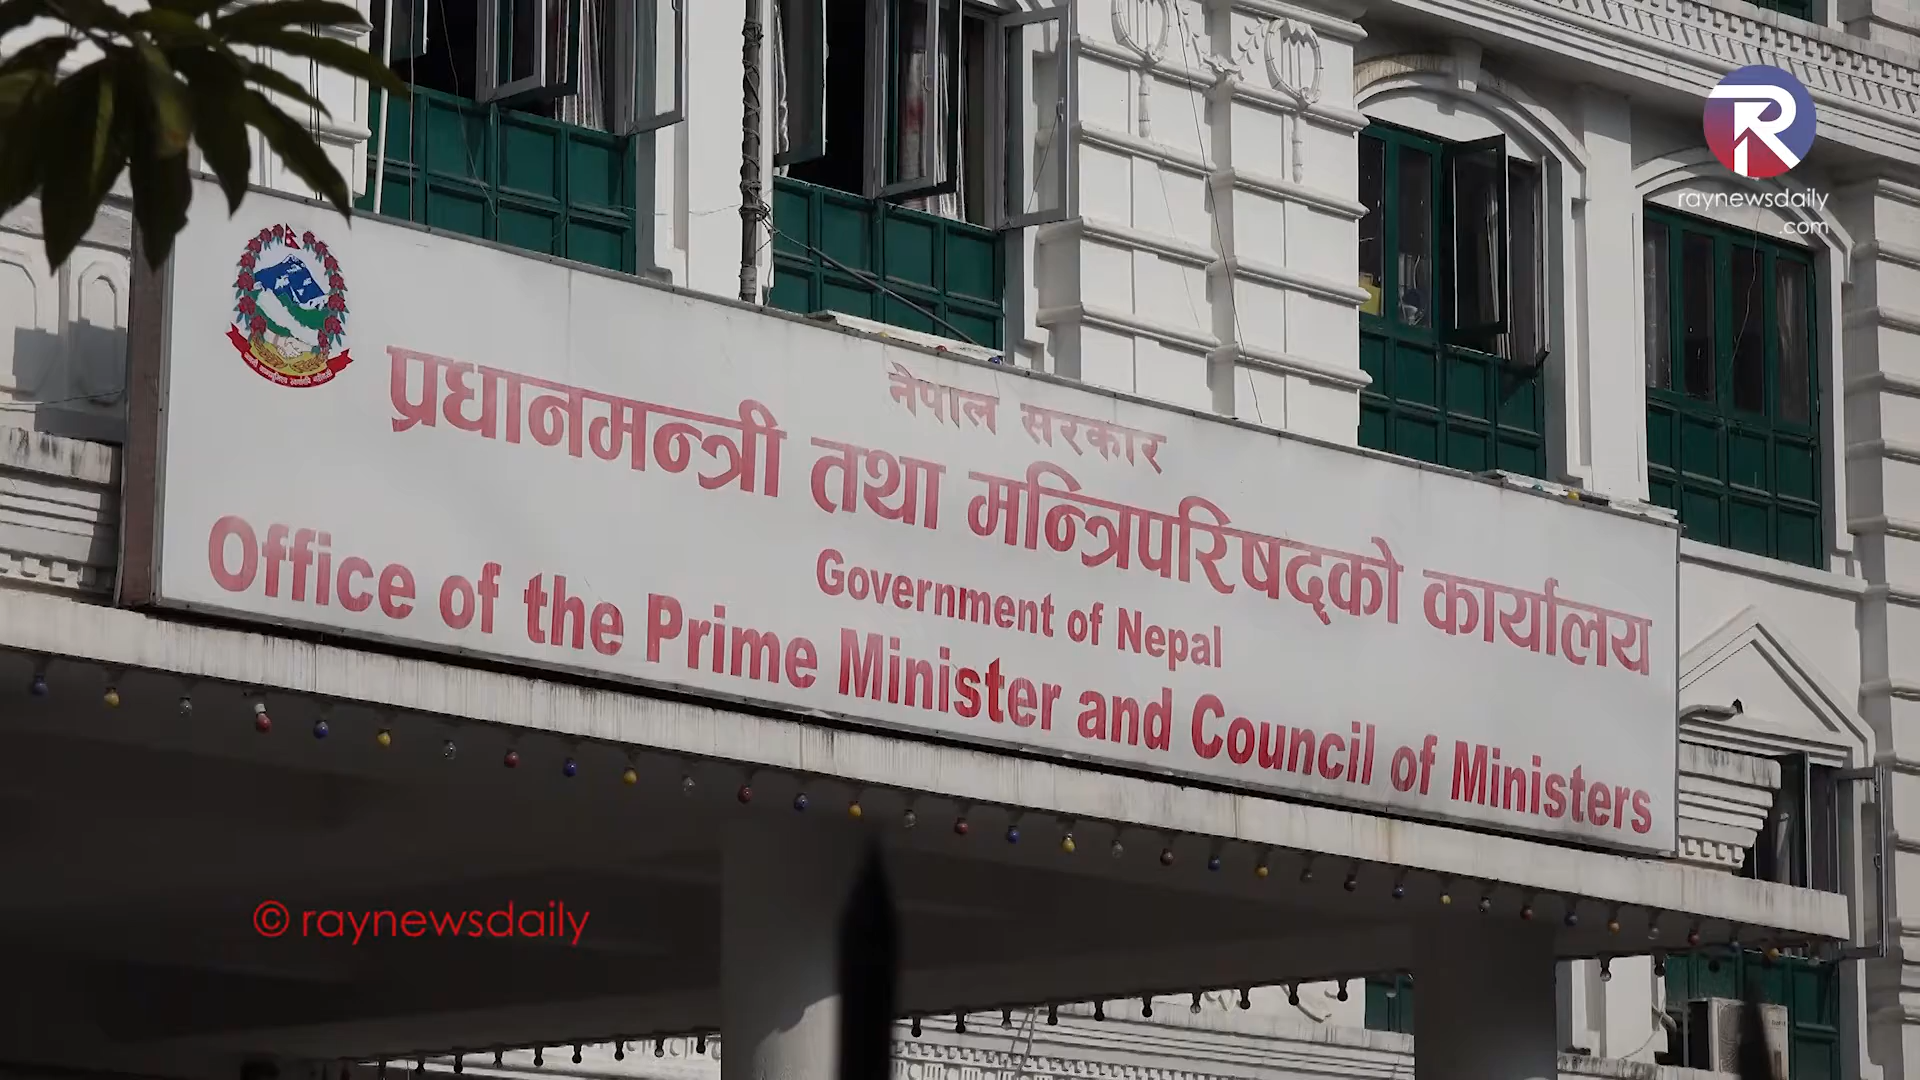 raynewsdaily
.com
नेपाल सरकार
प्रधानमन्त्री तथा मन्त्रिपरिषद्को कार्यालय
Government of Nepal
Office of the Prime Minister and Council of Ministers
© raynewsdaily